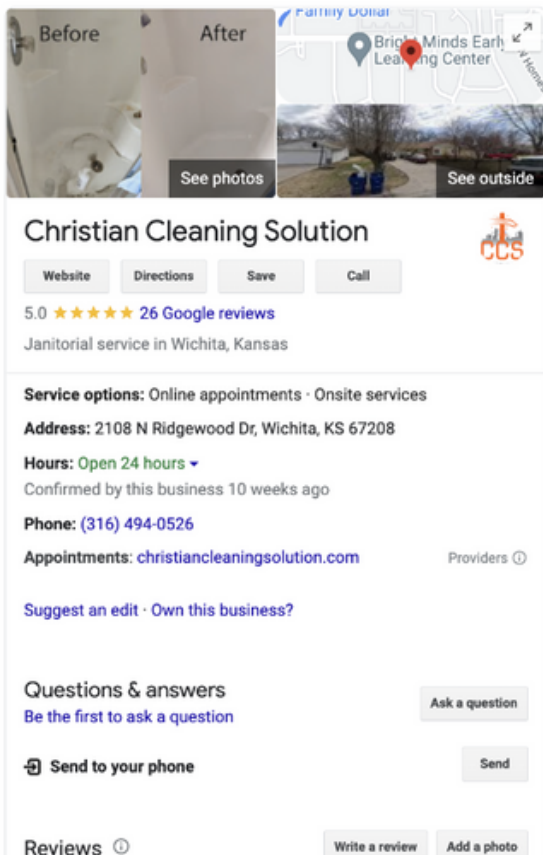 Before
After
Family Dollar
Bright Minds Early
Learning Center
See photos
See outside
Christian Cleaning Solution
CCS
Website
Directions
Save
Call
5.0
26 Google reviews
Janitorial service in Wichita, Kansas
Service options: Online appointments · Onsite services
Address: 2108 N Ridgewood Dr, Wichita, KS 67208
Hours: Open 24 hours
Confirmed by this business 10 weeks ago
Phone: (316) 494-0526
Appointments: christiancleaningsolution.com
Providers
Suggest an edit · Own this business?
Questions & answers
Be the first to ask a question
Ask a question
Send to your phone
Send
Reviews
Write a review
Add a photo